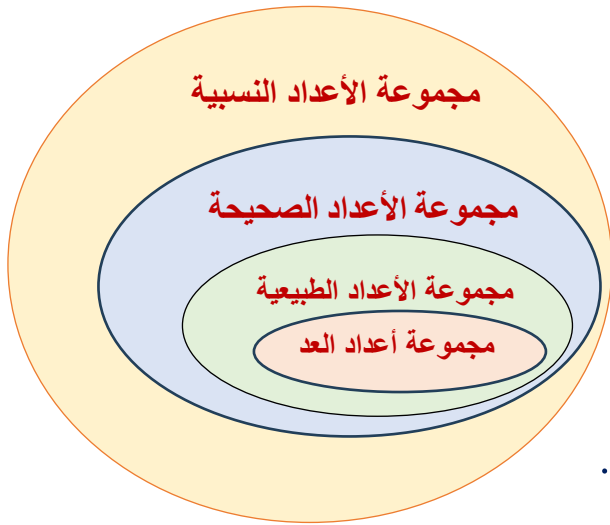 مجموعة الأعداد النسبية
مجموعة الأعداد الصحيحة
مجموعة الأعداد الطبيعية
مجموعة أعداد العد
.